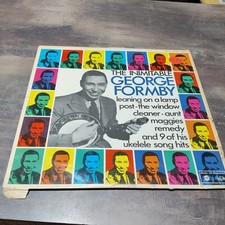 THE INIMITABLE
GEORGE
FORMBY
leaning on a lamp
post·the window
cleaner·aunt
maggies
remedy
and 9 of his
ukelele song hits